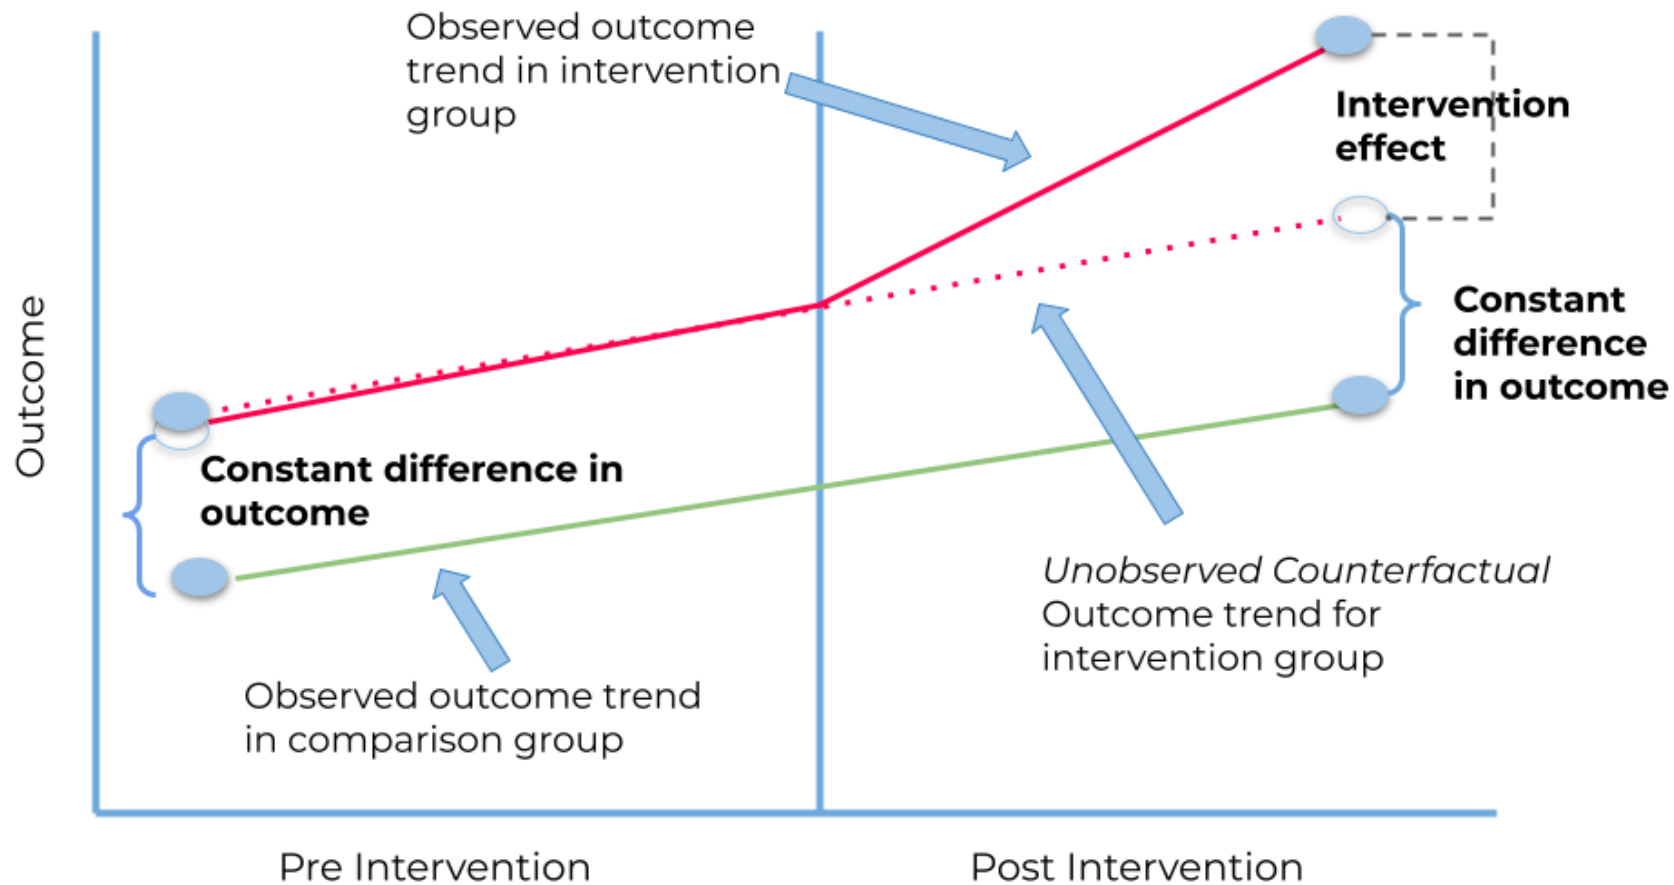 Observed outcome
trend in intervention
group
Intervention
effect
Constant
difference
in outcome
Outcome
Constant difference in
outcome
Unobserved Counterfactual
Outcome trend for
intervention group
Observed outcome trend
in comparison group
Pre Intervention
Post Intervention